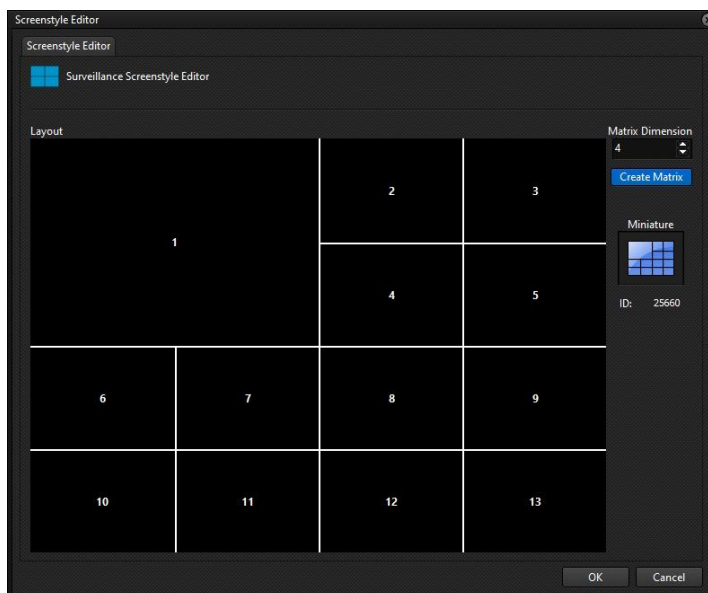 Screenstyle Editor
Screenstyle Editor
Surveillance Screenstyle Editor
Layout
Matrix Dimension
4
Create Matrix
Miniature
ID: 25660
1
2
3
4
5
6
7
8
9
10
11
12
13
OK
Cancel